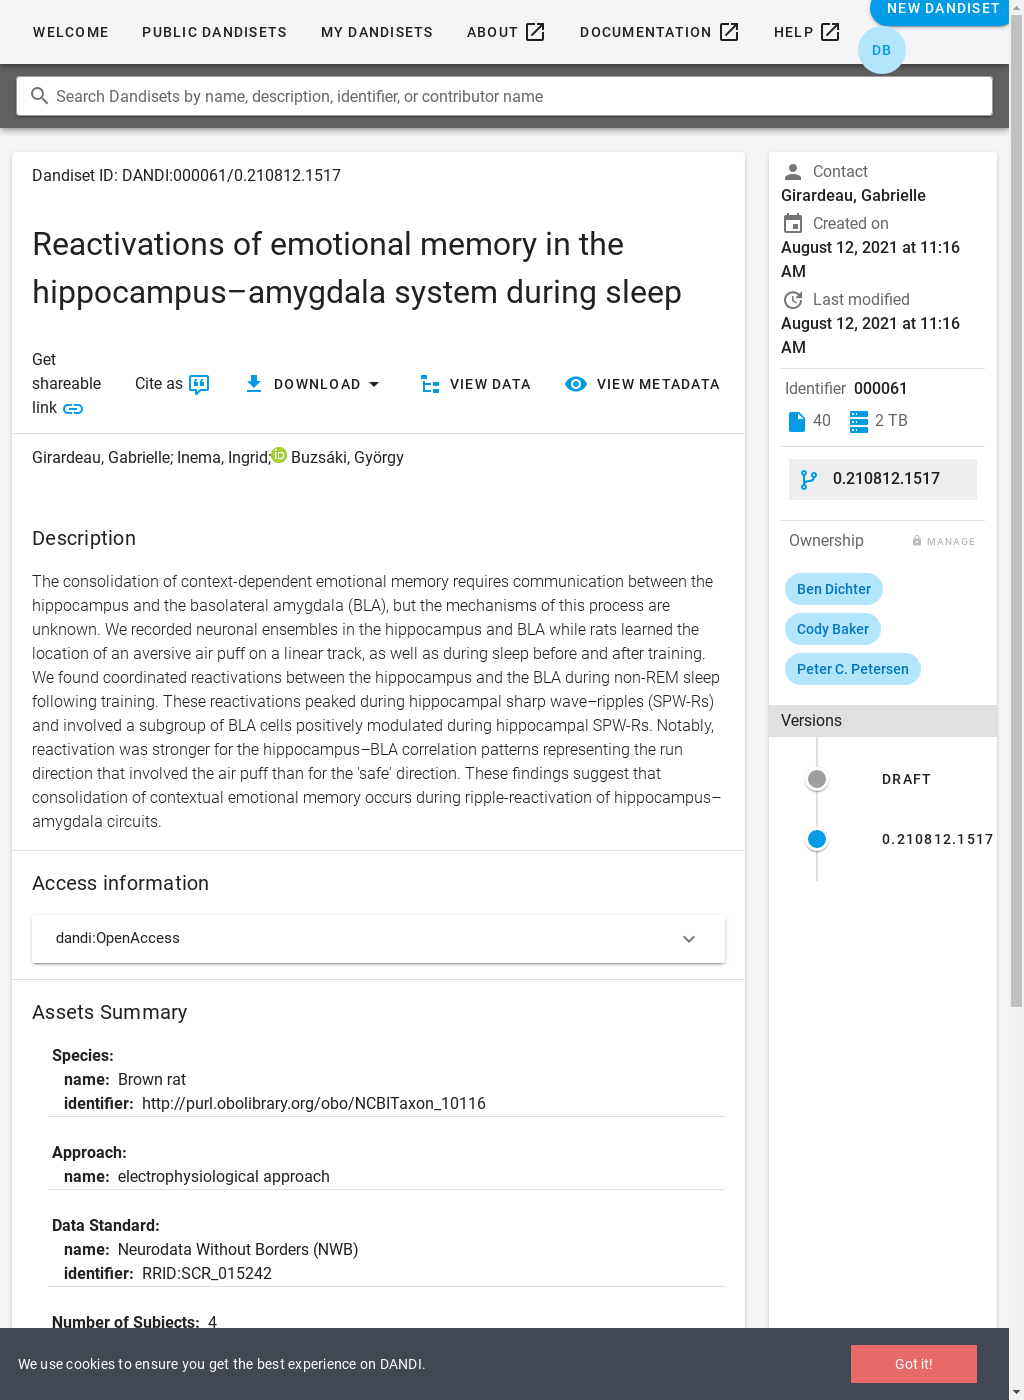 WELCOME PUBLIC DANDISETS MY DANDISETS ABOUT DOCUMENTATION HELP NEW DANDISET
DB
Search Dandisets by name, description, identifier, or contributor name
Dandiset ID: DANDI:000061/0.210812.1517
Reactivations of emotional memory in the
hippocampus–amygdala system during sleep
Get
shareable
link
Cite as
DOWNLOAD
VIEW DATA
VIEW METADATA
Girardeau, Gabrielle; Inema, Ingrid; Buzsáki, György
Description
The consolidation of context-dependent emotional memory requires communication between the
hippocampus and the basolateral amygdala (BLA), but the mechanisms of this process are
unknown. We recorded neuronal ensembles in the hippocampus and BLA while rats learned the
location of an aversive air puff on a linear track, as well as during sleep before and after training.
We found coordinated reactivations between the hippocampus and the BLA during non-REM sleep
following training. These reactivations peaked during hippocampal sharp wave–ripples (SPW-Rs)
and involved a subgroup of BLA cells positively modulated during hippocampal SPW-Rs. Notably,
reactivation was stronger for the hippocampus–BLA correlation patterns representing the run
direction that involved the air puff than for the 'safe' direction. These findings suggest that
consolidation of contextual emotional memory occurs during ripple-reactivation of hippocampus–
amygdala circuits.
Access information
dandi:OpenAccess
Assets Summary
Species:
name: Brown rat
identifier: http://purl.obolibrary.org/obo/NCBITaxon_10116
Approach:
name: electrophysiological approach
Data Standard:
name: Neurodata Without Borders (NWB)
identifier: RRID:SCR_015242
Number of Subjects: 4
Contact
Girardeau, Gabrielle
Created on
August 12, 2021 at 11:16
AM
Last modified
August 12, 2021 at 11:16
AM
Identifier 000061
40 2 TB
0.210812.1517
Ownership MANAGE
Ben Dichter
Cody Baker
Peter C. Petersen
Versions
DRAFT
0.210812.1517
We use cookies to ensure you get the best experience on DANDI.
Got it!